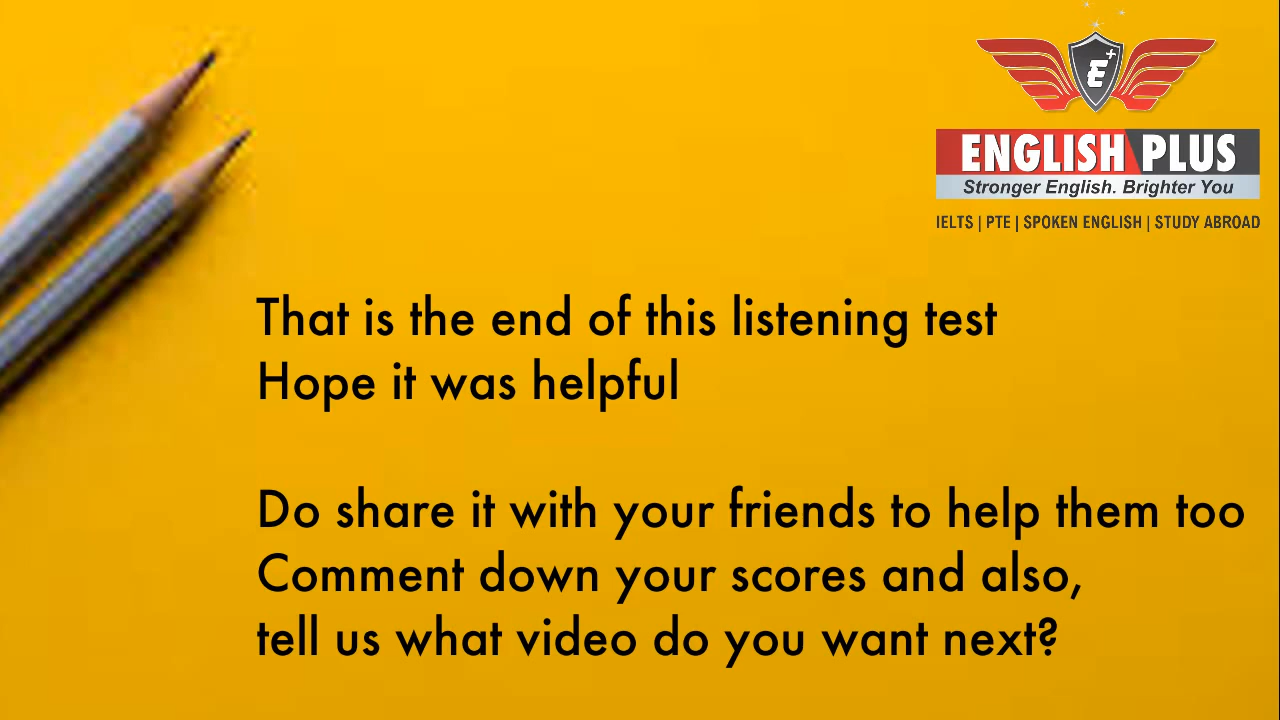 E+
ENGLISH PLUS
Stronger English. Brighter You
IELTS | PTE | SPOKEN ENGLISH | STUDY ABROAD
That is the end of this listening test
Hope it was helpful
Do share it with your friends to help them too
Comment down your scores and also,
tell us what video do you want next?